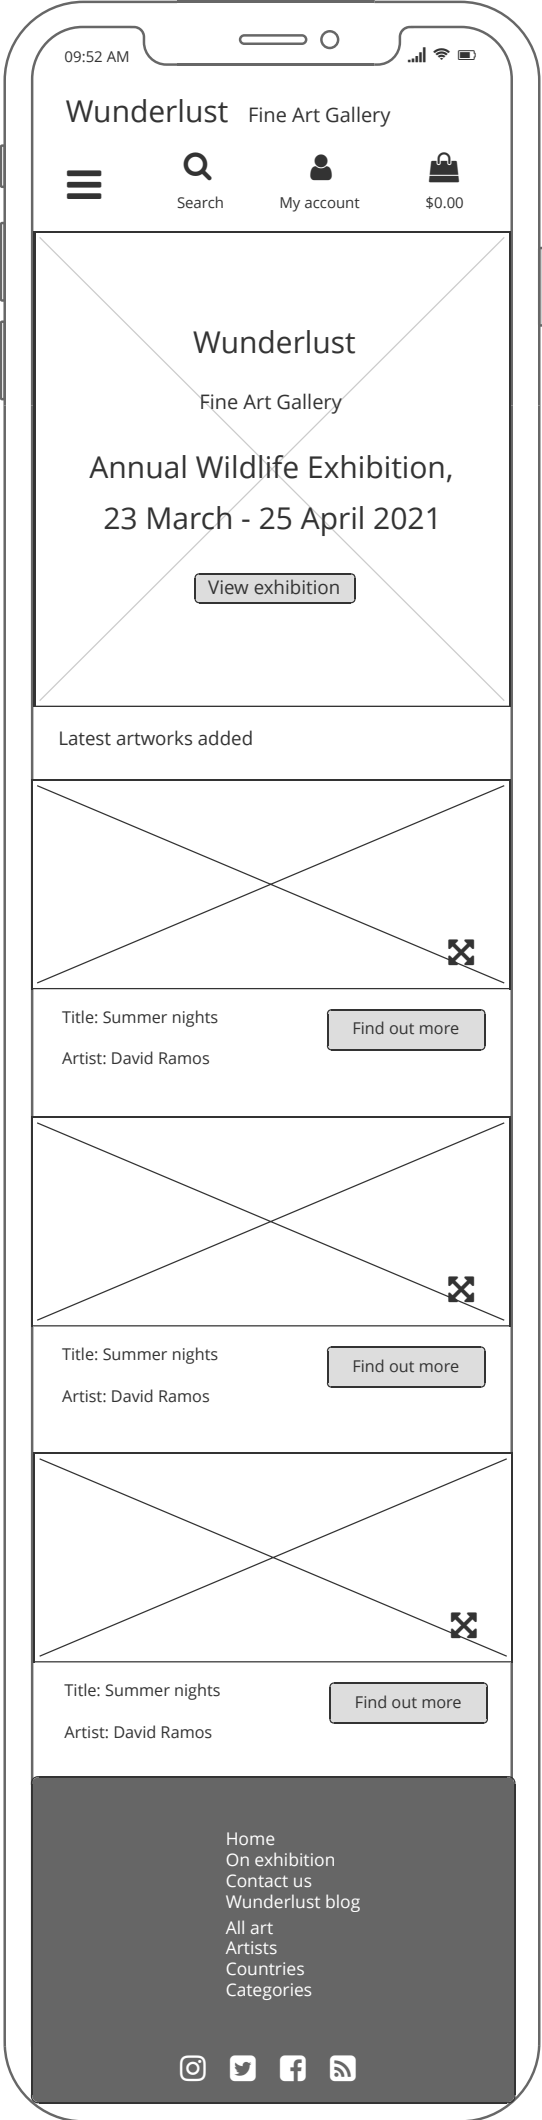 09:52 AM
Wunderlust Fine Art Gallery
Search My account $0.00
Wunderlust
Fine Art Gallery
Annual Wildlife Exhibition,
23 March - 25 April 2021
View exhibition
Latest artworks added
Title: Summer nights
Find out more
Artist: David Ramos
Title: Summer nights
Find out more
Artist: David Ramos
Title: Summer nights
Find out more
Artist: David Ramos
Home
On exhibition
Contact us
Wunderlust blog
All art
Artists
Countries
Categories